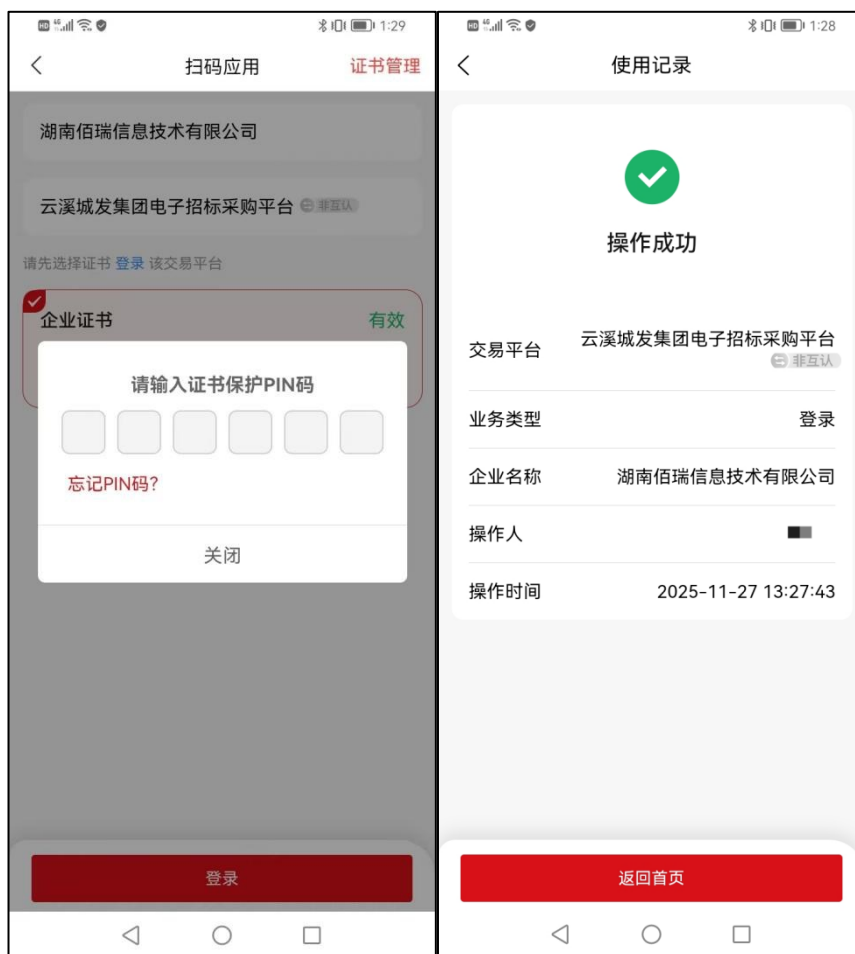 HD 46 1:29
扫码应用 证书管理
湖南佰瑞信息技术有限公司
云溪城发集团电子招标采购平台 非互认
请先选择证书 登录 该交易平台
企业证书 有效
请输入证书保护PIN码
忘记PIN码?
关闭
登录
HD 46 1:28
使用记录
操作成功
交易平台 云溪城发集团电子招标采购平台
非互认
业务类型 登录
企业名称 湖南佰瑞信息技术有限公司
操作人
操作时间 2025-11-27 13:27:43
返回首页